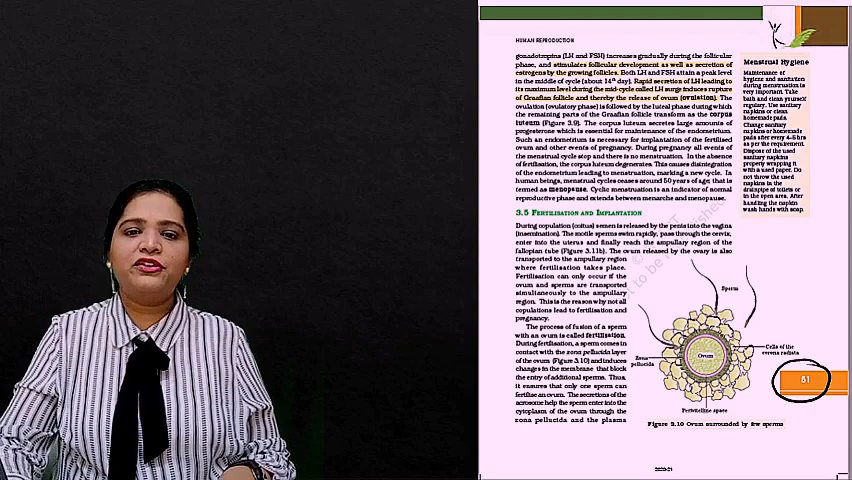 HUMAN REPRODUCTION
gonadotropins (LH and FSH) increases gradually during the follicular
phase, and stimulates follicular development as well as secretion of
estrogens by the growing follicles. Both LH and FSH attain a peak level
in the middle of cycle (about 14th day). Rapid secretion of LH leading to
its maximum level during the mid-cycle called LH surge induces rupture
of Graafian follicle and thereby the release of ovum (ovulation). The
ovulation (ovulatory phase) is followed by the luteal phase during which
the remaining parts of the Graafian follicle transform as the corpus
luteum (Figure 3.9). The corpus luteum secretes large amounts of
progesterone which is essential for maintenance of the endometrium.
Such an endometrium is necessary for implantation of the fertilised
ovum and other events of pregnancy. During pregnancy all events of
the menstrual cycle stop and there is no menstruation. In the absence
of fertilisation, the corpus luteum degenerates. This causes disintegration
of the endometrium leading to menstruation, marking a new cycle. In
human beings, menstrual cycles ceases around 50 years of age; that is
termed as menopause. Cyclic menstruation is an indicator of normal
reproductive phase and extends between menarche and menopause.
3.5 FERTILISATION AND IMPLANTATION
During copulation (coitus) semen is released by the penis into the vagina
(insemination). The motile sperms swim rapidly, pass through the cervix,
enter into the uterus and finally reach the ampullary region of the
fallopian tube (Figure 3.11b). The ovum released by the ovary is also
transported to the ampullary region
where fertilisation takes place.
Fertilisation can only occur if the
ovum and sperms are transported
simultaneously to the ampullary
region. This is the reason why not all
copulations lead to fertilisation and
pregnancy.
The process of fusion of a sperm
with an ovum is called fertilisation.
During fertilisation, a sperm comes in
contact with the zona pellucida layer
of the ovum (Figure 3.10) and induces
changes in the membrane that block
the entry of additional sperms. Thus,
it ensures that only one sperm can
fertilise an ovum. The secretions of the
acrosome help the sperm enter into the
cytoplasm of the ovum through the
zona pellucida and the plasma
Menstrual Hygiene
Maintenance of
hygiene and sanitation
during menstruation is
very important. Take
bath and clean yourself
regularly. Use sanitary
napkins or clean
homemade pads.
Change sanitary
napkins or homemade
pads after every 4–5 hrs
as per the requirement.
Dispose of the used
sanitary napkins
properly wrapping it
with a used paper. Do
not throw the used
napkins in the
drainpipe of toilets or
in the open area. After
handling the napkin
wash hands with soap.
Sperm
Zona
pellucida
Ovum
Cells of the
corona radiata
Perivitelline space
Figure 3.10 Ovum surrounded by few sperms
51
2020-21